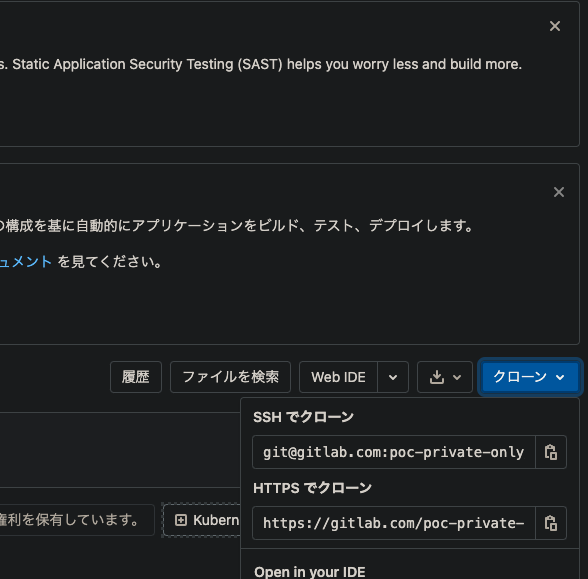 s. Static Application Security Testing (SAST) helps you worry less and build more.
の構成を基に自動的にアプリケーションをビルド、テスト、デプロイします。
ュメント を見てください。
履歴 ファイルを検索 Web IDE クローン
SSH でクローン
git@gitlab.com:poc-private-only
HTTPS でクローン
https://gitlab.com/poc-private-
権利を保有しています。 Kubern
Open in your IDE